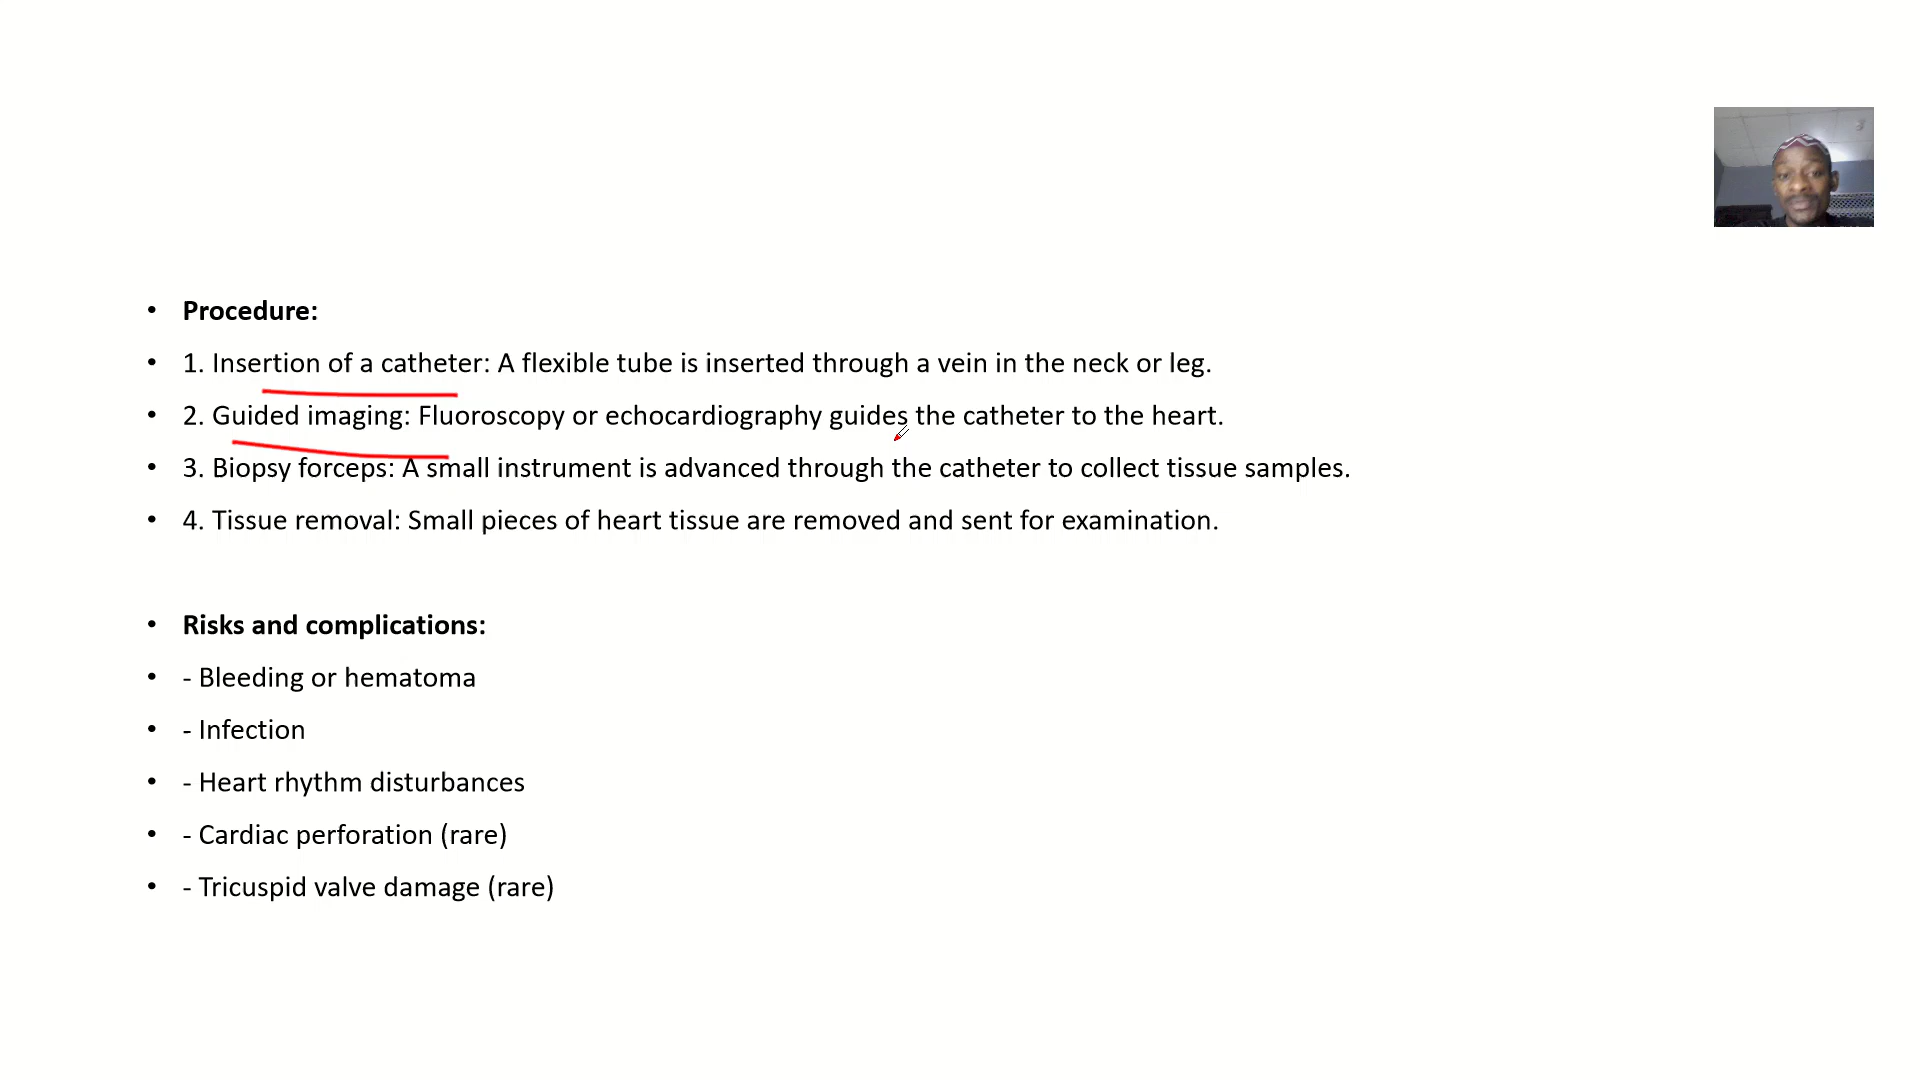 • Procedure:
• 1. Insertion of a catheter: A flexible tube is inserted through a vein in the neck or leg.
• 2. Guided imaging: Fluoroscopy or echocardiography guides the catheter to the heart.
• 3. Biopsy forceps: A small instrument is advanced through the catheter to collect tissue samples.
• 4. Tissue removal: Small pieces of heart tissue are removed and sent for examination.
• Risks and complications:
• - Bleeding or hematoma
• - Infection
• - Heart rhythm disturbances
• - Cardiac perforation (rare)
• - Tricuspid valve damage (rare)